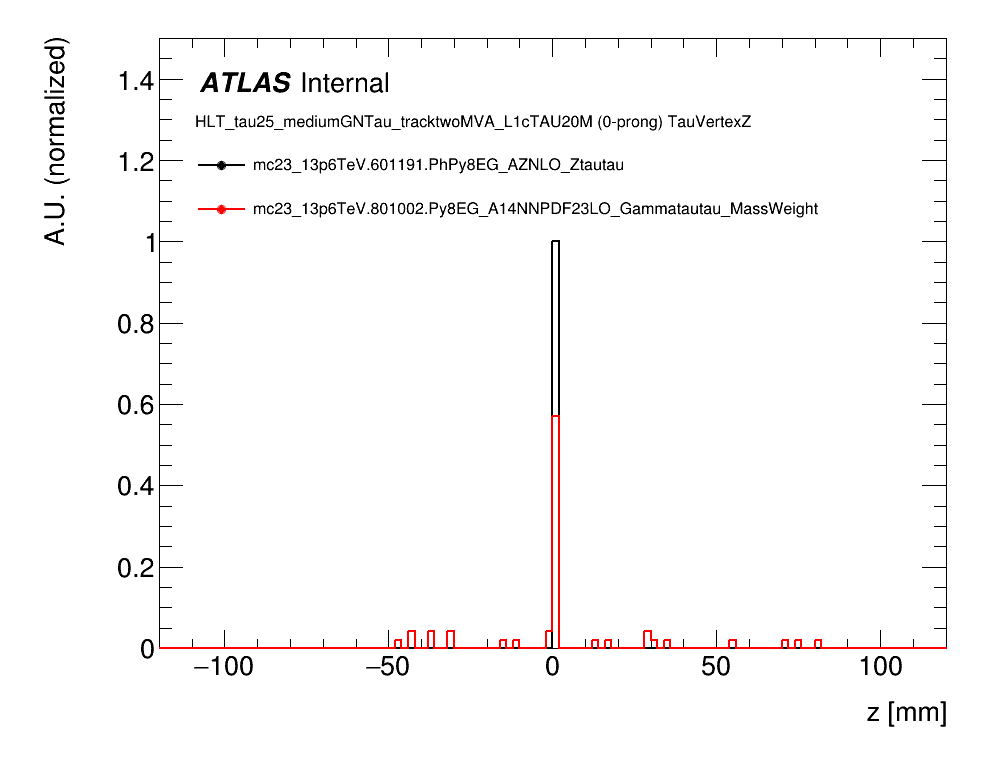 A.U. (normalized)
ATLAS Internal
HLT_tau25_mediumGNTau_tracktwoMVA_L1cTAU20M (0-prong) TauVertexZ
mc23_13p6TeV.601191.PhPy8EG_AZNLO_Ztautau
mc23_13p6TeV.801002.Py8EG_A14NNPDF23LO_Gammatautau_MassWeight
1.4
1.2
1
0.8
0.6
0.4
0.2
0
−100 −50 0 50 100
z [mm]